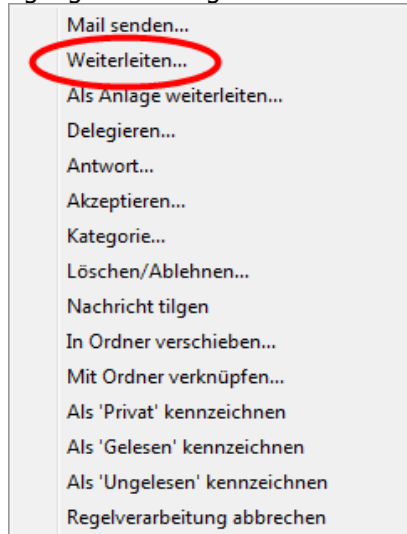 Mail senden...
Weiterleiten...
Als Anlage weiterleiten...
Delegieren...
Antwort...
Akzeptieren...
Kategorie...
Löschen/Ablehnen...
Nachricht tilgen
In Ordner verschieben...
Mit Ordner verknüpfen...
Als 'Privat' kennzeichnen
Als 'Gelesen' kennzeichnen
Als 'Ungelesen' kennzeichnen
Regelverarbeitung abbrechen